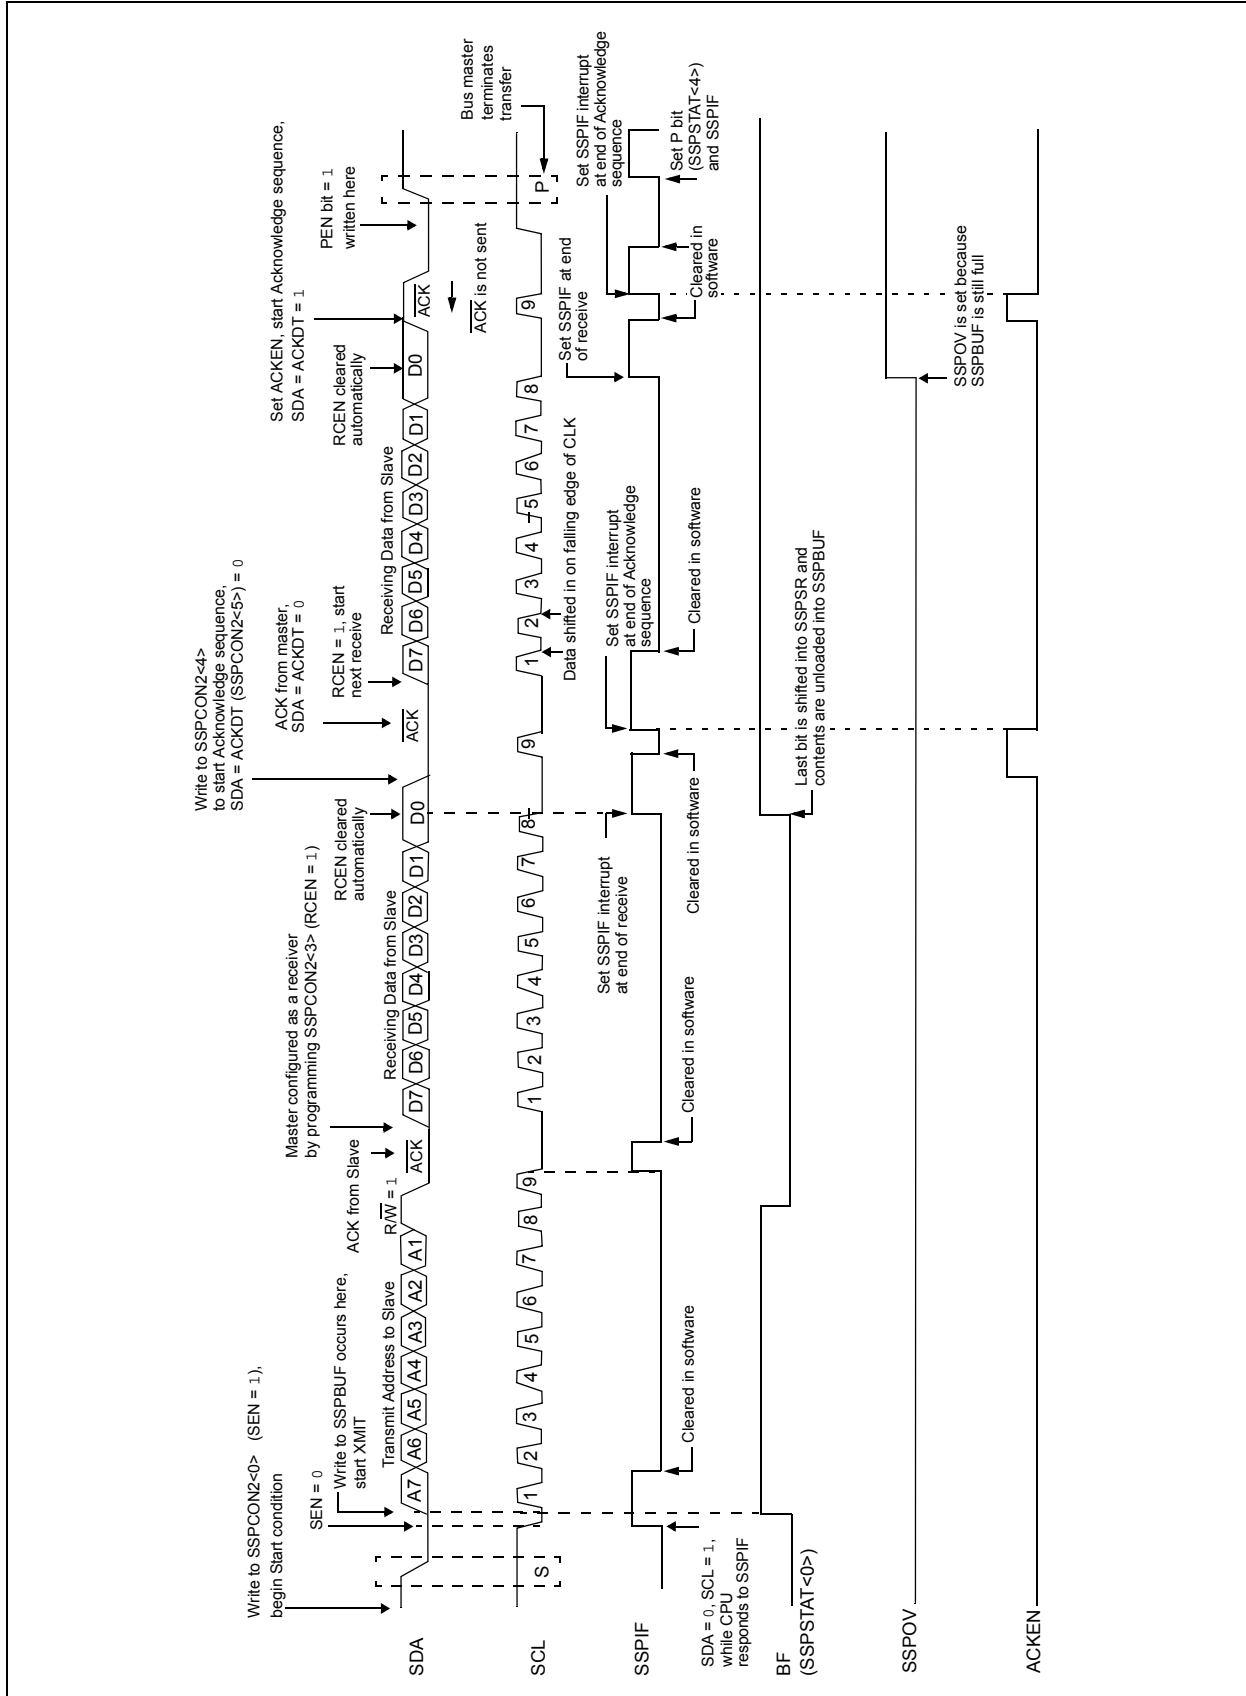 Write to SSPCON2<0> (SEN = 1),
begin Start condition
SEN = 0
Write to SSPBUF occurs here,
start XMIT
Transmit Address to Slave
R/W = 1
ACK from Slave
Master configured as a receiver
by programming SSPCON2<3> (RCEN = 1)
Receiving Data from Slave
RCEN cleared
automatically
Write to SSPCON2<4>
to start Acknowledge sequence,
SDA = ACKDT (SSPCON2<5>) = 0
ACK from master,
SDA = ACKDT = 0
RCEN = 1, start
next receive
Receiving Data from Slave
RCEN cleared
automatically
Set ACKEN, start Acknowledge sequence,
SDA = ACKDT = 1
PEN bit = 1
written here
SDA
A7 A6 A5 A4 A3 A2 A1 ACK D7 D6 D5 D4 D3 D2 D1 D0 ACK D7 D6 D5 D4 D3 D2 D1 D0 ACK
ACK is not sent
Bus master
terminates
transfer
SCL
S 1 2 3 4 5 6 7 8 9 1 2 3 4 5 6 7 8 9 1 2 3 4 5 6 7 8 9 P
Data shifted in on falling edge of CLK
Set SSPIF interrupt
at end of receive
Set SSPIF interrupt
at end of Acknowledge
sequence
Set SSPIF at end
of receive
Set SSPIF interrupt
at end of Acknowledge
sequence
SSPIF
SDA = 0, SCL = 1,
while CPU
responds to SSPIF
Cleared in software
Cleared in software
Cleared in software
Cleared in software
Cleared in
software
Set P bit
(SSPSTAT<4>)
and SSPIF
BF
(SSPSTAT<0>)
Last bit is shifted into SSPSR and
contents are unloaded into SSPBUF
SSPOV
SSPOV is set because
SSPBUF is still full
ACKEN